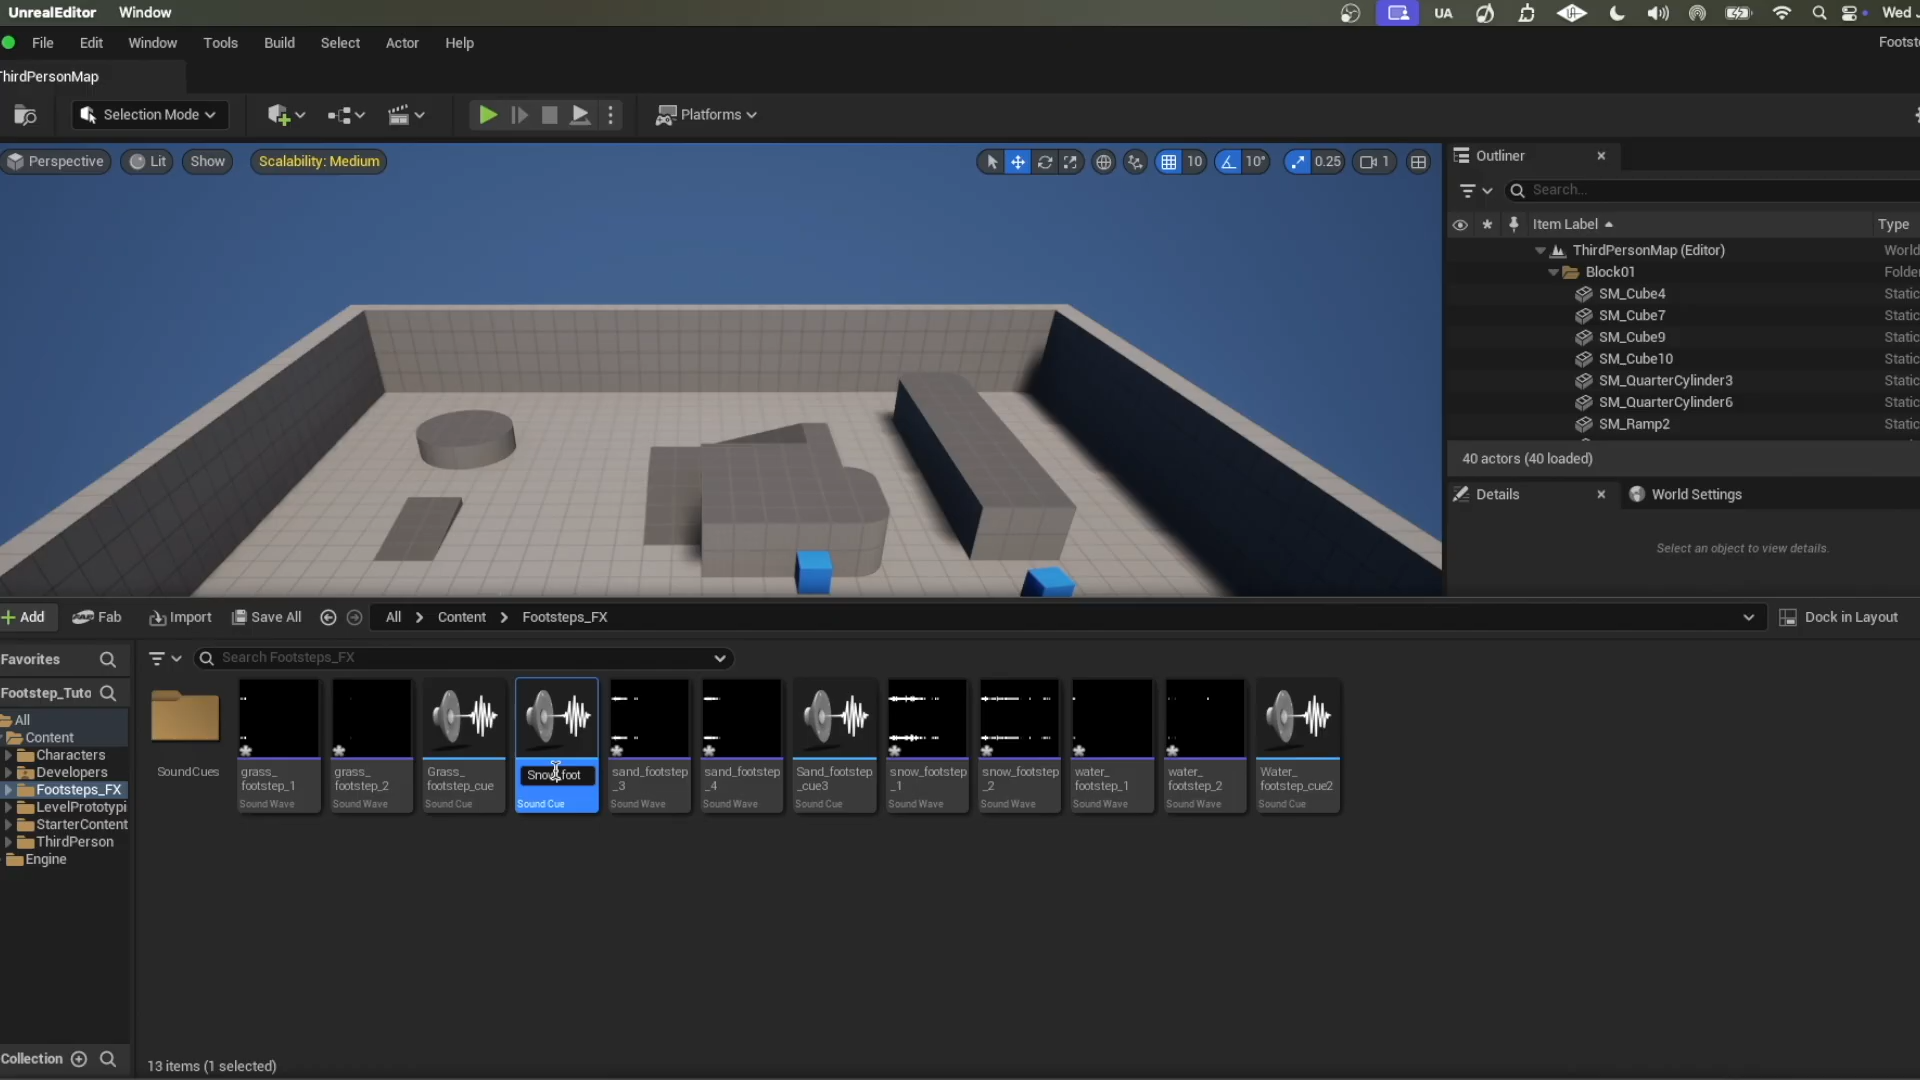 UnrealEditor Window UA Wed
File Edit Window Tools Build Select Actor Help Footst
ThirdPersonMap
Selection Mode Platforms
Perspective Lit Show Scalability: Medium 10 10° 0.25 1
Outliner
Search...
Item Label Type
ThirdPersonMap (Editor) World
Block01 Folde
SM_Cube4 Static
SM_Cube7 Static
SM_Cube9 Static
SM_Cube10 Static
SM_QuarterCylinder3 Static
SM_QuarterCylinder6 Static
SM_Ramp2 Static
40 actors (40 loaded)
Details World Settings
Select an object to view details.
Add Fab Import Save All All Content Footsteps_FX Dock in Layout
Favorites
Search Footsteps_FX
Footstep_Tuto
All
Content
Characters
Developers
Footsteps_FX
LevelPrototypi
StarterContent
ThirdPerson
Engine
SoundCues
grass_
footstep_1
Sound Wave
grass_
footstep_2
Sound Wave
Grass_
footstep_cue
Sound Cue
Snow_foot
Sound Cue
sand_footstep
_3
Sound Wave
sand_footstep
_4
Sound Wave
Sand_footstep
_cue3
Sound Cue
snow_footstep
_1
Sound Wave
snow_footstep
_2
Sound Wave
water_
footstep_1
Sound Wave
water_
footstep_2
Sound Wave
Water_
footstep_cue2
Sound Cue
Collection
13 items (1 selected)